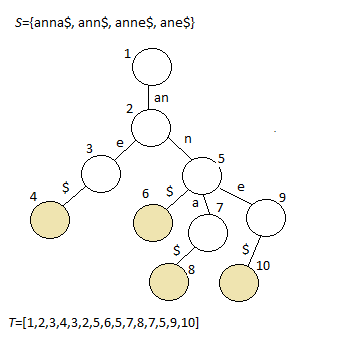 S={anna$, ann$, anne$, ane$}
1
an
2
e
n
3
5
$
6
$
a
7
e
9
4
$
8
$
10
T=[1,2,3,4,3,2,5,6,5,7,8,7,5,9,10]